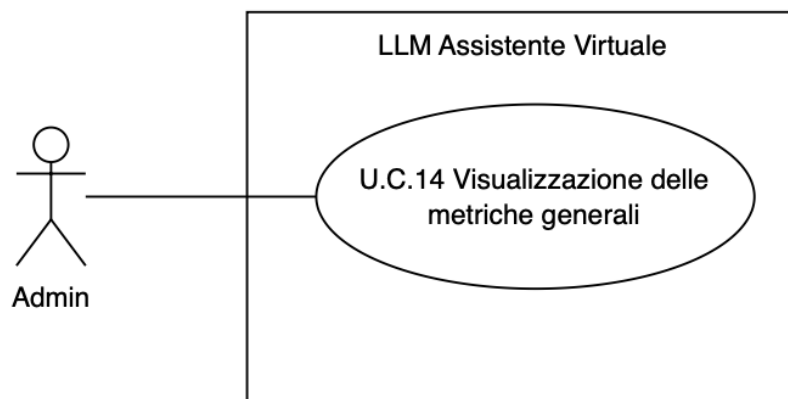 LLM Assistente Virtuale
U.C.14 Visualizzazione delle
metriche generali
Admin